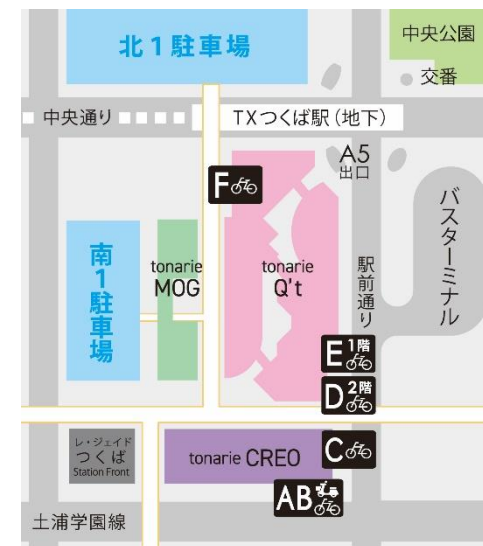 北1駐車場
中央公園
交番
中央通り
TXつくば駅(地下)
A5
出口
F
バスターミナル
南1駐車場
tonarie
MOG
tonarie
Q't
駅前通り
E 1階
D 2階
レ・ジェイド
つくば
Station Front
tonarie CREO
C
AB
土浦学園線